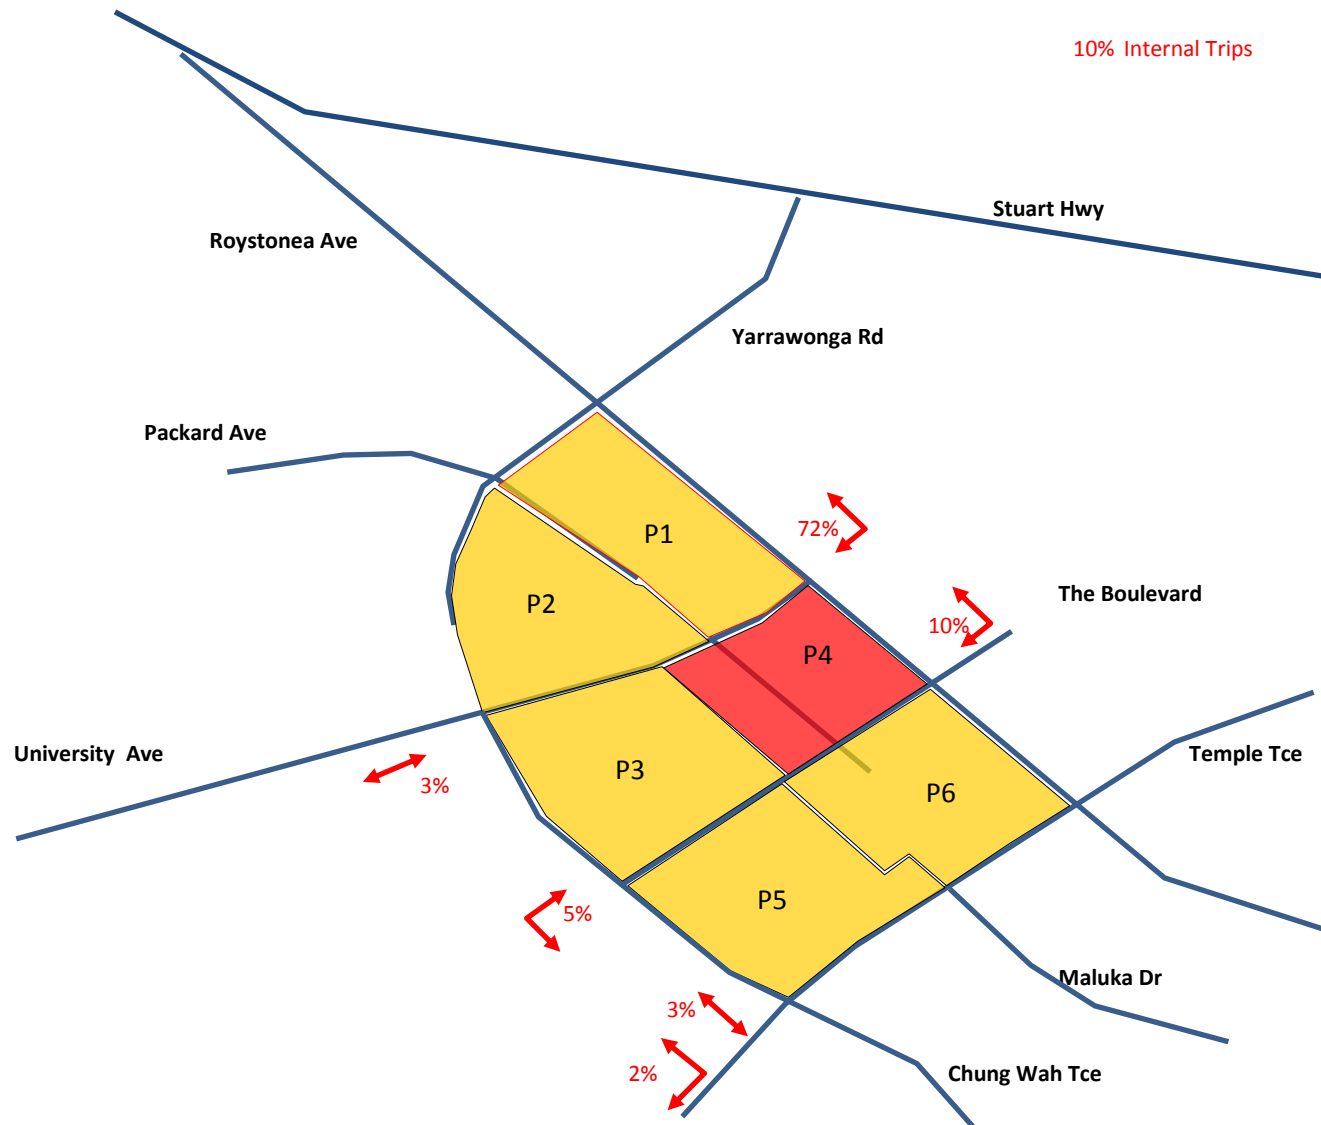 10% Internal Trips
Stuart Hwy
Roystonea Ave
Yarrawonga Rd
Packard Ave
72%
P1
The Boulevard
P2
10%
P4
University Ave
Temple Tce
P3
3%
P6
P5
5%
Maluka Dr
3%
2%
Chung Wah Tce